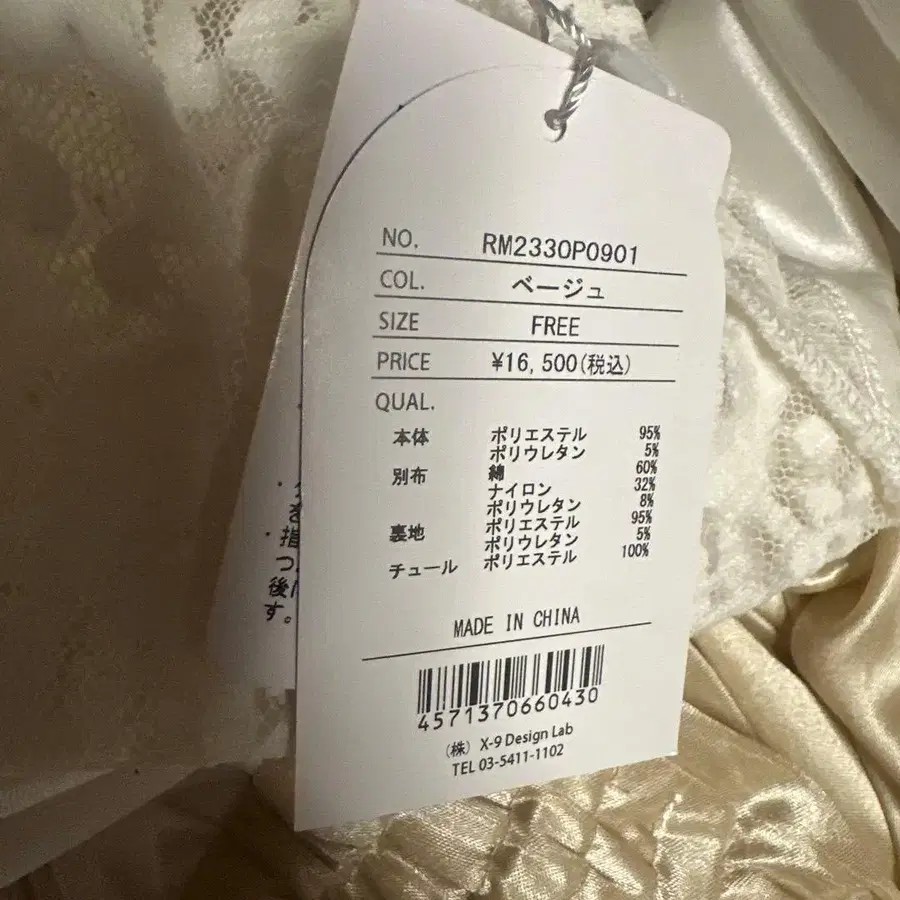 NO. RM2330P0901
COL. ベージュ
SIZE FREE
PRICE ¥16,500(税込)
QUAL.
本体 ポリエステル 95%
ポリウレタン 5%
別布 綿 60%
ナイロン 32%
ポリウレタン 8%
裏地 ポリエステル 95%
ポリウレタン 5%
チュール ポリエステル 100%
MADE IN CHINA
4571370660430
(株) X-9 Design Lab
TEL 03-5411-1102
・指
つ
後
す。